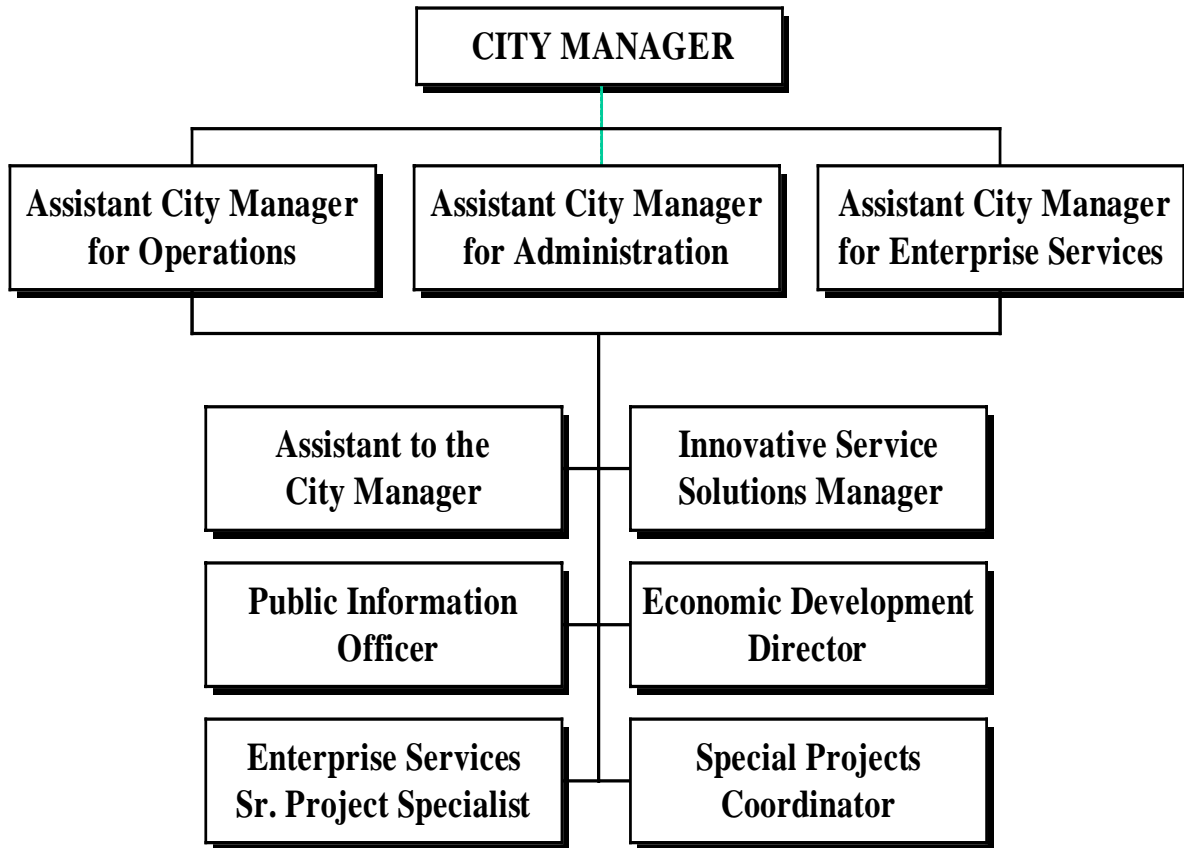 CITY MANAGER
Assistant City Manager
for Operations
Assistant City Manager
for Administration
Assistant City Manager
for Enterprise Services
Assistant to the
City Manager
Innovative Service
Solutions Manager
Public Information
Officer
Economic Development
Director
Enterprise Services
Sr. Project Specialist
Special Projects
Coordinator